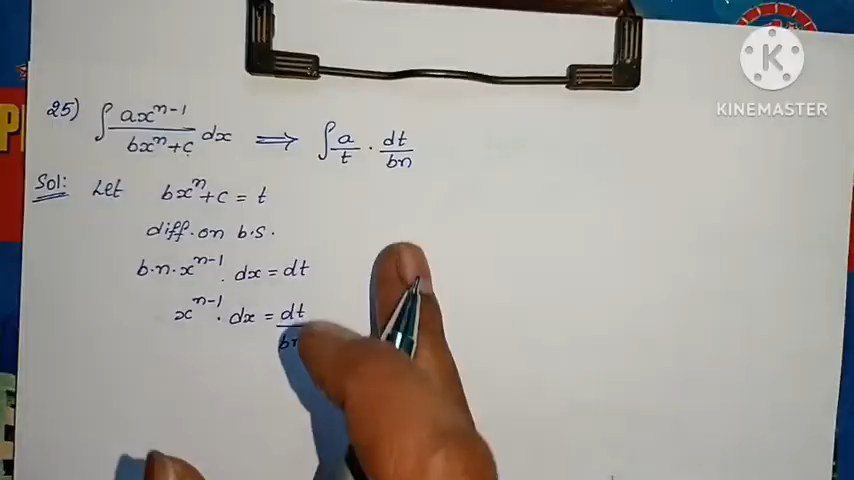 25) ∫ ax^{n-1} / bx^n + c dx ⟹ ∫ a/t · dt/bn
Sol: Let bx^n + c = t
diff. on b.s.
b·n·x^{n-1} · dx = dt
x^{n-1} · dx = dt/bn
K
KINEMASTER